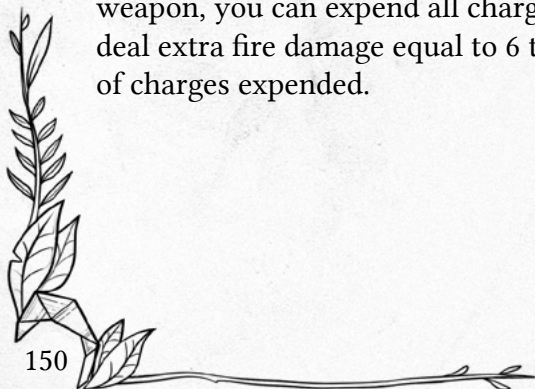 weapon, you can expend all charg
deal extra fire damage equal to 6 t
of charges expended.
150